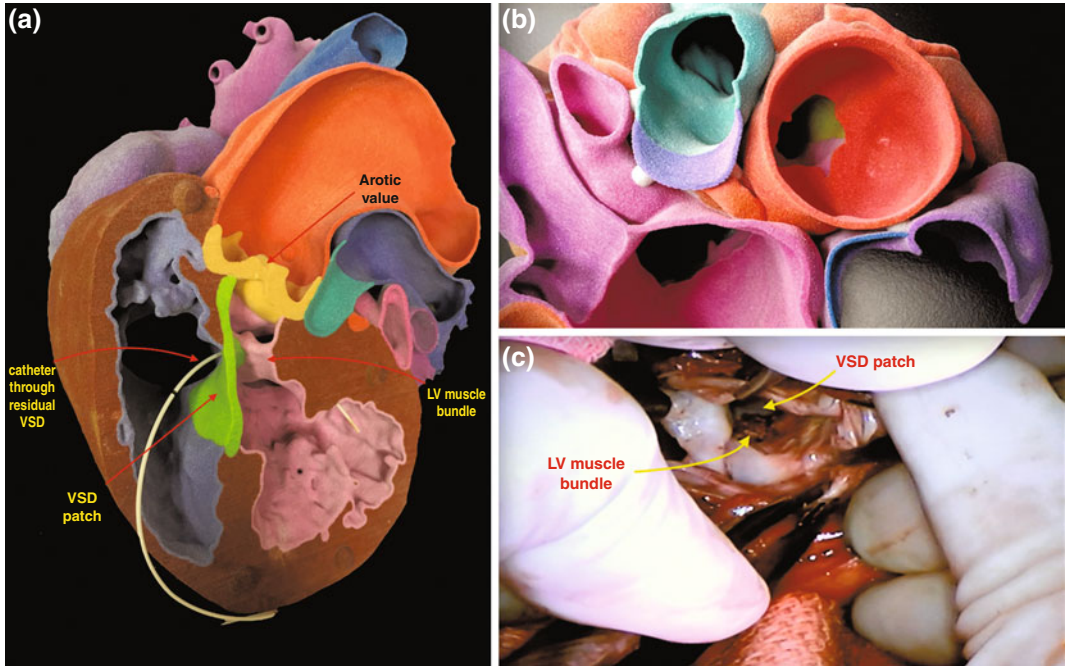 (a)
Arotic
value
catheter
through
residual
VSD
LV muscle
bundle
VSD
patch
(b)
(c)
VSD patch
LV muscle
bundle